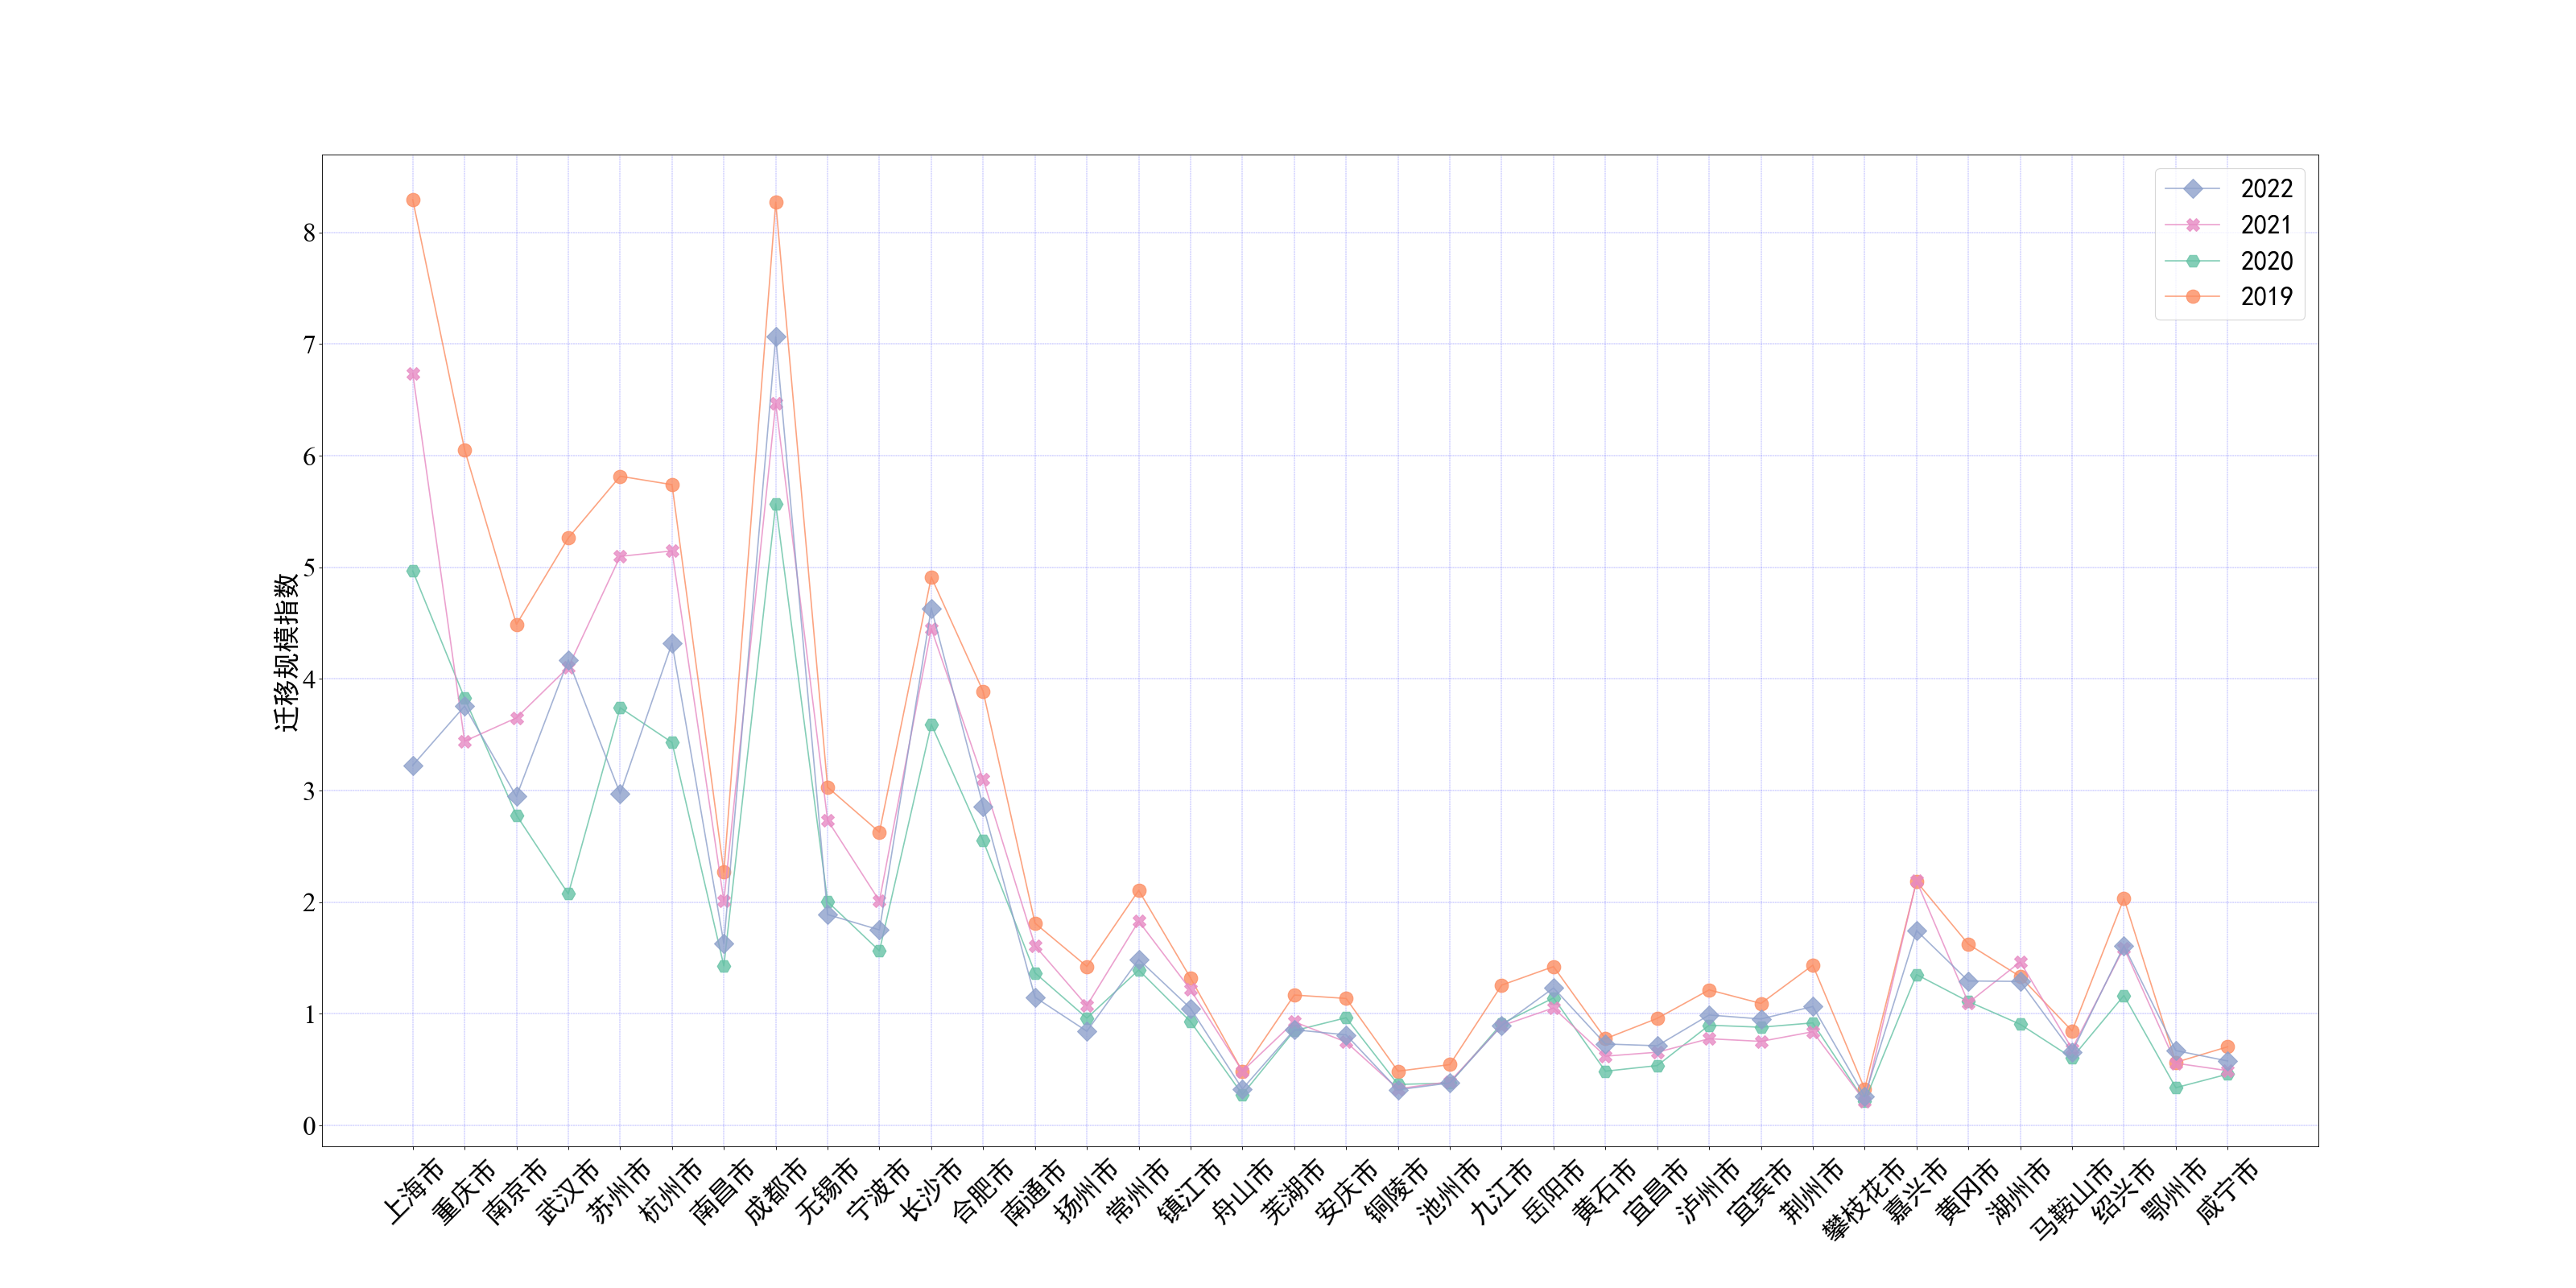 2022
2021
2020
2019
迁移规模指数
8
7
6
5
4
3
2
1
0
上海市
重庆市
南京市
武汉市
苏州市
杭州市
南昌市
成都市
无锡市
宁波市
长沙市
合肥市
南通市
扬州市
常州市
镇江市
舟山市
芜湖市
安庆市
铜陵市
池州市
九江市
岳阳市
黄石市
宜昌市
泸州市
宜宾市
荆州市
攀枝花市
嘉兴市
黄冈市
湖州市
马鞍山市
绍兴市
鄂州市
咸宁市